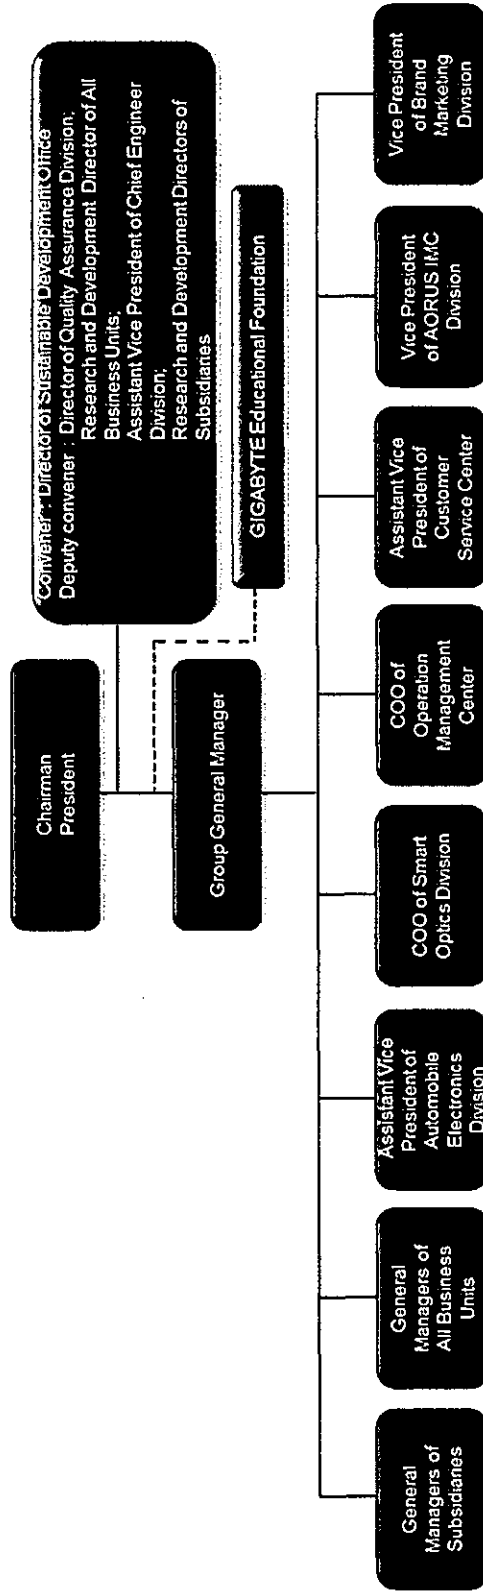 Chairman
President
Convener : Director of Sustainable Development Office
Deputy convener : Director of Quality Assurance Division;
Research and Development Director of All
Business Units;
Assistant Vice President of Chief Engineer
Division;
Research and Development Directors of
Subsidiaries
GIGABYTE Educational Foundation
Group General Manager
General
Managers of
Subsidiaries
General
Managers of
All Business
Units
Assistant Vice
President of
Automobile
Electronics
Division
COO of Smart
Optics Division
COO of
Operation
Management
Center
Assistant Vice
President of
Customer
Service Center
Vice President
of AORUS IMC
Division
Vice President
of Brand
Marketing
Division